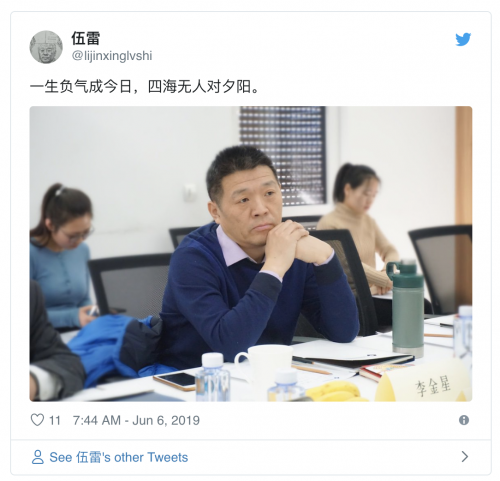 伍雷
@lijinxinglvshi
一生负气成今日，四海无人对夕阳。
李金星
11 7:44 AM - Jun 6, 2019
See 伍雷's other Tweets